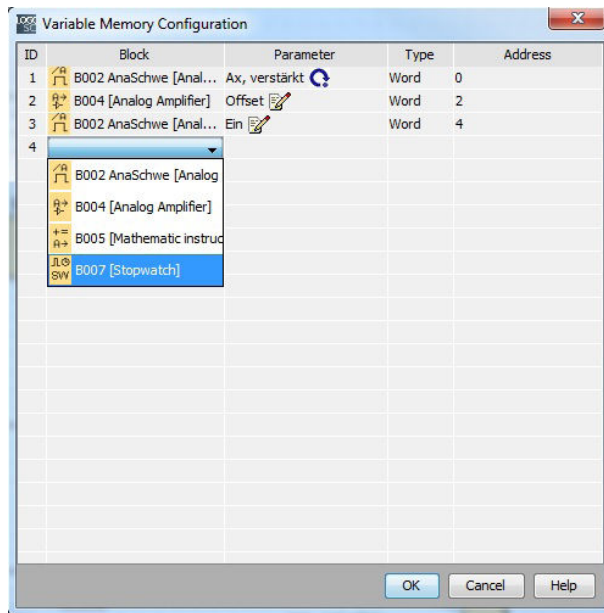 Variable Memory Configuration
ID Block Parameter Type Address
1 B002 AnaSchwe [Anal... Ax, verstärkt Word 0
2 B004 [Analog Amplifier] Offset Word 2
3 B002 AnaSchwe [Anal... Ein Word 4
4
B002 AnaSchwe [Analog
B004 [Analog Amplifier]
+=
A→
B005 [Mathematic instruc
SW
B007 [Stopwatch]
OK Cancel Help